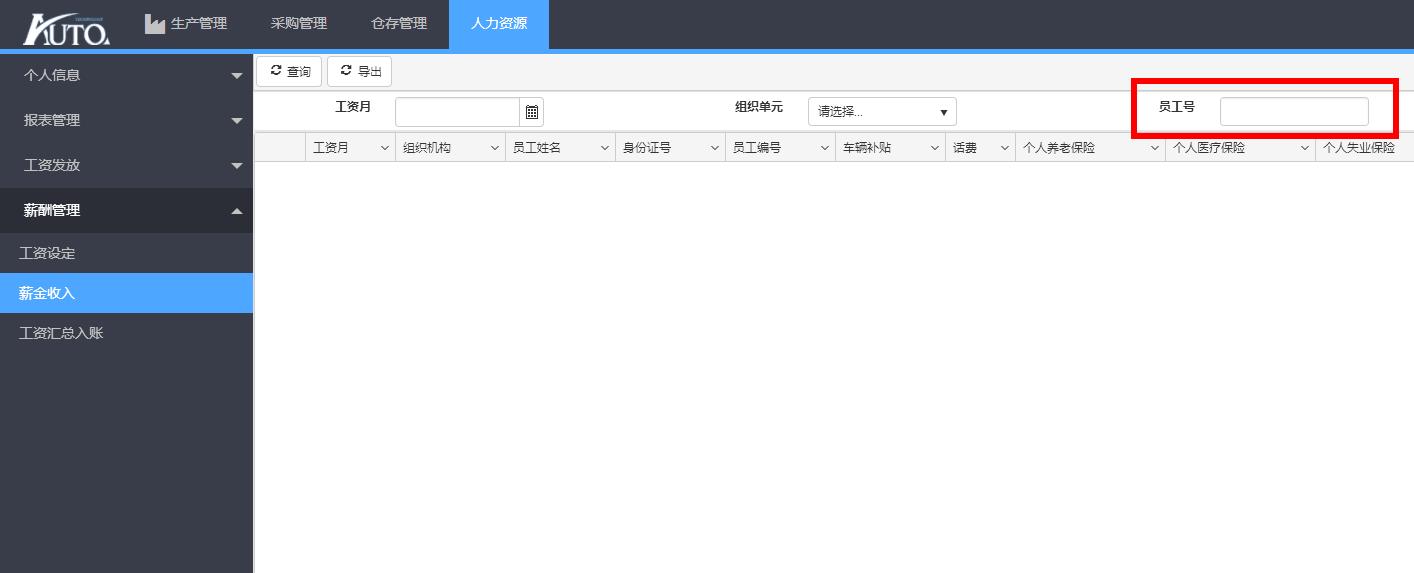 AUTO.
生产管理 采购管理 仓存管理 人力资源
个人信息
报表管理
工资发放
薪酬管理
工资设定
薪金收入
工资汇总入账
查询 导出
工资月 组织单元 请选择... 员工号
工资月 组织机构 员工姓名 身份证号 员工编号 车辆补贴 话费 个人养老保险 个人医疗保险 个人失业保险